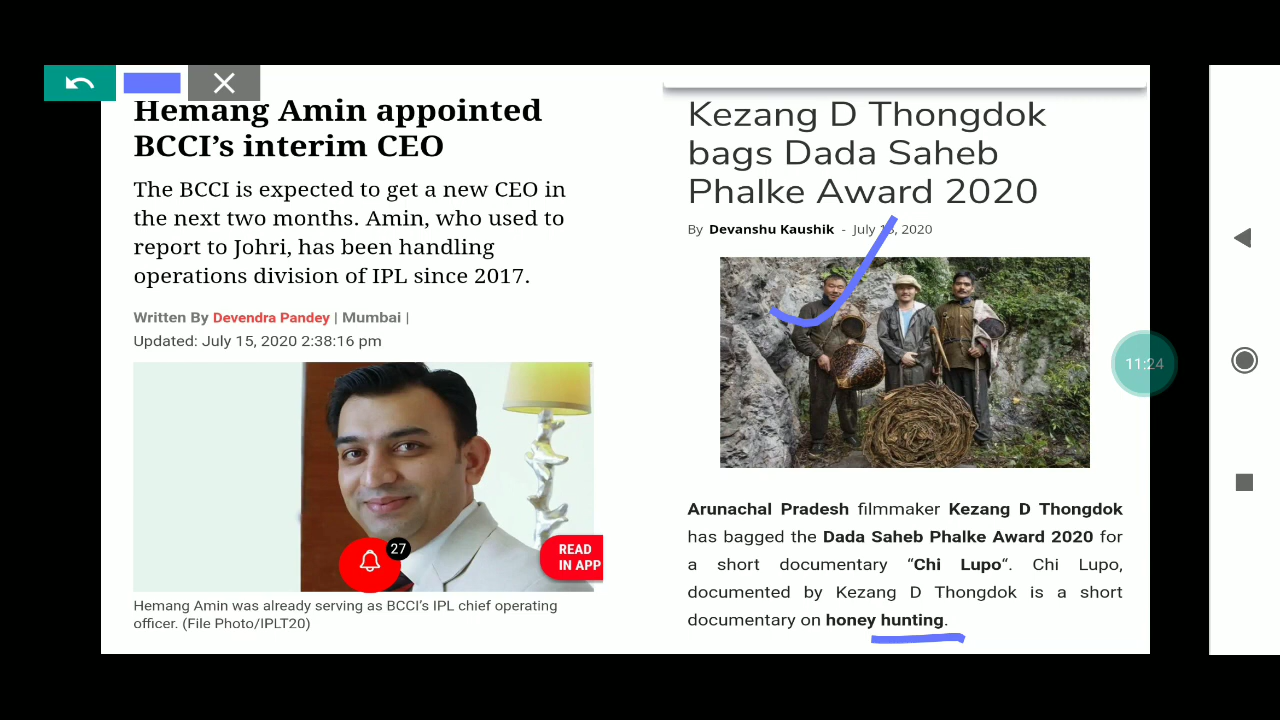 Hemang Amin appointed
BCCI's interim CEO
The BCCI is expected to get a new CEO in
the next two months. Amin, who used to
report to Johri, has been handling
operations division of IPL since 2017.
Written By Devendra Pandey | Mumbai |
Updated: July 15, 2020 2:38:16 pm
27
READ
IN APP
Hemang Amin was already serving as BCCI's IPL chief operating
officer. (File Photo/IPLT20)
Kezang D Thongdok
bags Dada Saheb
Phalke Award 2020
By Devanshu Kaushik - July , 2020
Arunachal Pradesh filmmaker Kezang D Thongdok
has bagged the Dada Saheb Phalke Award 2020 for
a short documentary “Chi Lupo“. Chi Lupo,
documented by Kezang D Thongdok is a short
documentary on honey hunting.
11:24